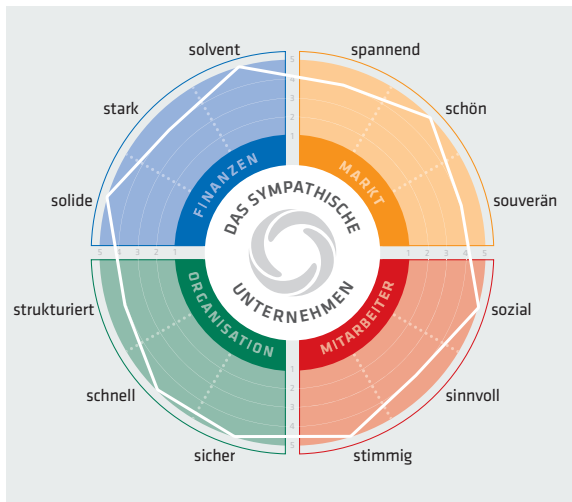 solvent
spannend
stark
schön
solide
souverän
FINANZEN
MARKT
DAS SYMPATHISCHE
UNTERNEHMEN
ORGANISATION
MITARBEITER
5
4
3
2
1
5 4 3 2 1
1 2 3 4 5
1
2
3
4
5
strukturiert
sozial
schnell
sinnvoll
sicher
stimmig